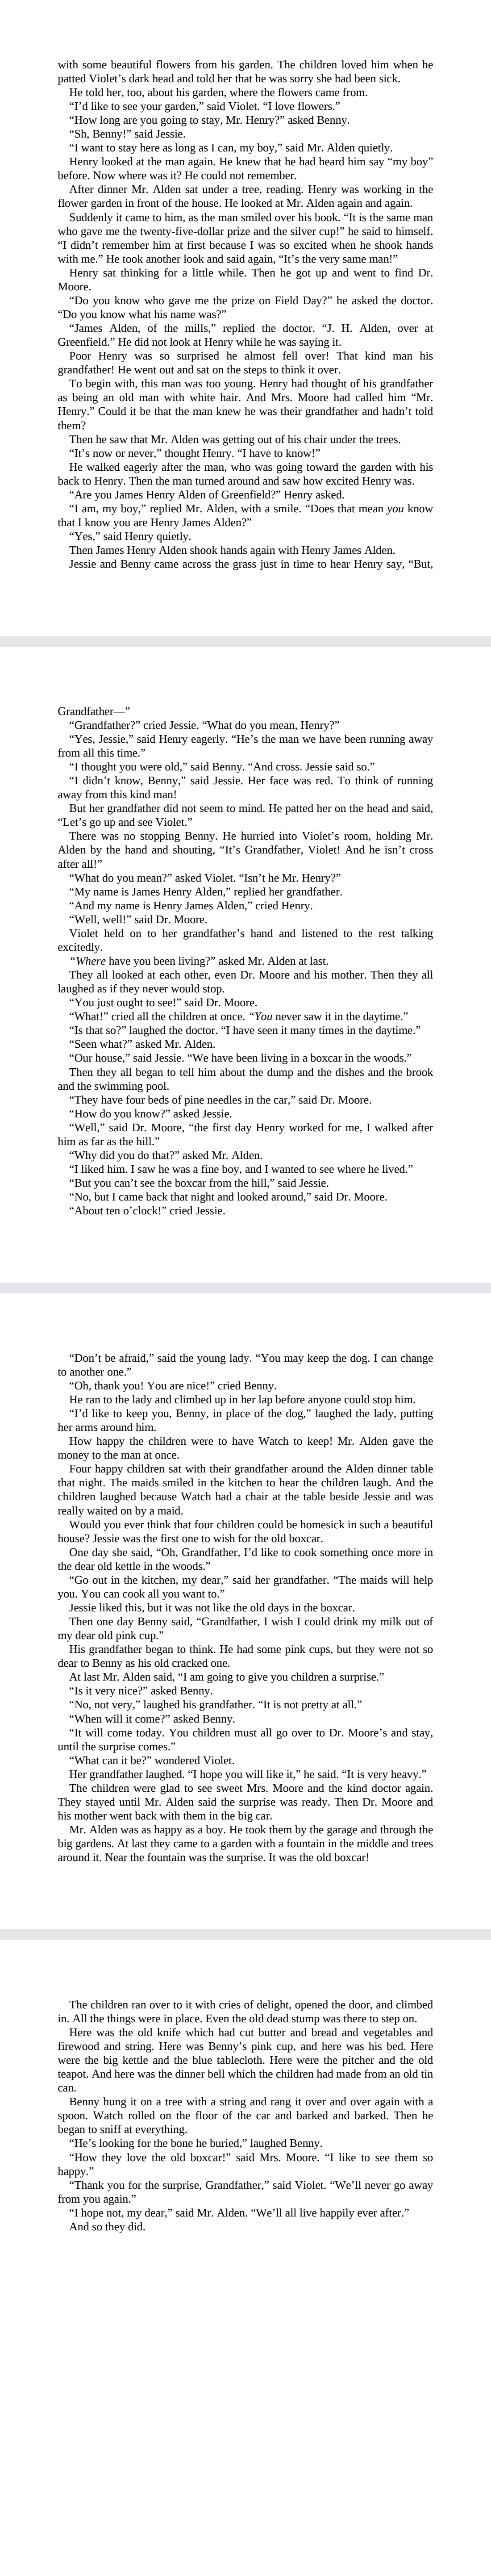 with some beautiful flowers from his garden. The children loved him when he
patted Violet’s dark head and told her that he was sorry she had been sick.
He told her, too, about his garden, where the flowers came from.
“I’d like to see your garden,” said Violet. “I love flowers.”
“How long are you going to stay, Mr. Henry?” asked Benny.
“Sh, Benny!” said Jessie.
“I want to stay here as long as I can, my boy,” said Mr. Alden quietly.
Henry looked at the man again. He knew that he had heard him say “my boy”
before. Now where was it? He could not remember.
After dinner Mr. Alden sat under a tree, reading. Henry was working in the
flower garden in front of the house. He looked at Mr. Alden again and again.
Suddenly it came to him, as the man smiled over his book. “It is the same man
who gave me the twenty-five-dollar prize and the silver cup!” he said to himself.
“I didn’t remember him at first because I was so excited when he shook hands
with me.” He took another look and said again, “It’s the very same man!”
Henry sat thinking for a little while. Then he got up and went to find Dr.
Moore.
“Do you know who gave me the prize on Field Day?” he asked the doctor.
“Do you know what his name was?”
“James Alden, of the mills,” replied the doctor. “J. H. Alden, over at
Greenfield.” He did not look at Henry while he was saying it.
Poor Henry was so surprised he almost fell over! That kind man his
grandfather! He went out and sat on the steps to think it over.
To begin with, this man was too young. Henry had thought of his grandfather
as being an old man with white hair. And Mrs. Moore had called him “Mr.
Henry.” Could it be that the man knew he was their grandfather and hadn’t told
them?
Then he saw that Mr. Alden was getting out of his chair under the trees.
“It’s now or never,” thought Henry. “I have to know!”
He walked eagerly after the man, who was going toward the garden with his
back to Henry. Then the man turned around and saw how excited Henry was.
“Are you James Henry Alden of Greenfield?” Henry asked.
“I am, my boy,” replied Mr. Alden, with a smile. “Does that mean you know
that I know you are Henry James Alden?”
“Yes,” said Henry quietly.
Then James Henry Alden shook hands again with Henry James Alden.
Jessie and Benny came across the grass just in time to hear Henry say, “But,
Grandfather—”
“Grandfather?” cried Jessie. “What do you mean, Henry?”
“Yes, Jessie,” said Henry eagerly. “He’s the man we have been running away
from all this time.”
“I thought you were old,” said Benny. “And cross. Jessie said so.”
“I didn’t know, Benny,” said Jessie. Her face was red. To think of running
away from this kind man!
But her grandfather did not seem to mind. He patted her on the head and said,
“Let’s go up and see Violet.”
There was no stopping Benny. He hurried into Violet’s room, holding Mr.
Alden by the hand and shouting, “It’s Grandfather, Violet! And he isn’t cross
after all!”
“What do you mean?” asked Violet. “Isn’t he Mr. Henry?”
“My name is James Henry Alden,” replied her grandfather.
“And my name is Henry James Alden,” cried Henry.
“Well, well!” said Dr. Moore.
Violet held on to her grandfather’s hand and listened to the rest talking
excitedly.
“Where have you been living?” asked Mr. Alden at last.
They all looked at each other, even Dr. Moore and his mother. Then they all
laughed as if they never would stop.
“You just ought to see!” said Dr. Moore.
“What!” cried all the children at once. “You never saw it in the daytime.”
“Is that so?” laughed the doctor. “I have seen it many times in the daytime.”
“Seen what?” asked Mr. Alden.
“Our house,” said Jessie. “We have been living in a boxcar in the woods.”
Then they all began to tell him about the dump and the dishes and the brook
and the swimming pool.
“They have four beds of pine needles in the car,” said Dr. Moore.
“How do you know?” asked Jessie.
“Well,” said Dr. Moore, “the first day Henry worked for me, I walked after
him as far as the hill.”
“Why did you do that?” asked Mr. Alden.
“I liked him. I saw he was a fine boy, and I wanted to see where he lived.”
“But you can’t see the boxcar from the hill,” said Jessie.
“No, but I came back that night and looked around,” said Dr. Moore.
“About ten o’clock!” cried Jessie.
“Don’t be afraid,” said the young lady. “You may keep the dog. I can change
to another one.”
“Oh, thank you! You are nice!” cried Benny.
He ran to the lady and climbed up in her lap before anyone could stop him.
“I’d like to keep you, Benny, in place of the dog,” laughed the lady, putting
her arms around him.
How happy the children were to have Watch to keep! Mr. Alden gave the
money to the man at once.
Four happy children sat with their grandfather around the Alden dinner table
that night. The maids smiled in the kitchen to hear the children laugh. And the
children laughed because Watch had a chair at the table beside Jessie and was
really waited on by a maid.
Would you ever think that four children could be homesick in such a beautiful
house? Jessie was the first one to wish for the old boxcar.
One day she said, “Oh, Grandfather, I’d like to cook something once more in
the dear old kettle in the woods.”
“Go out in the kitchen, my dear,” said her grandfather. “The maids will help
you. You can cook all you want to.”
Jessie liked this, but it was not like the old days in the boxcar.
Then one day Benny said, “Grandfather, I wish I could drink my milk out of
my dear old pink cup.”
His grandfather began to think. He had some pink cups, but they were not so
dear to Benny as his old cracked one.
At last Mr. Alden said, “I am going to give you children a surprise.”
“Is it very nice?” asked Benny.
“No, not very,” laughed his grandfather. “It is not pretty at all.”
“When will it come?” asked Benny.
“It will come today. You children must all go over to Dr. Moore’s and stay,
until the surprise comes.”
“What can it be?” wondered Violet.
Her grandfather laughed. “I hope you will like it,” he said. “It is very heavy.”
The children were glad to see sweet Mrs. Moore and the kind doctor again.
They stayed until Mr. Alden said the surprise was ready. Then Dr. Moore and
his mother went back with them in the big car.
Mr. Alden was as happy as a boy. He took them by the garage and through the
big gardens. At last they came to a garden with a fountain in the middle and trees
around it. Near the fountain was the surprise. It was the old boxcar!
The children ran over to it with cries of delight, opened the door, and climbed
in. All the things were in place. Even the old dead stump was there to step on.
Here was the old knife which had cut butter and bread and vegetables and
firewood and string. Here was Benny’s pink cup, and here was his bed. Here
were the big kettle and the blue tablecloth. Here were the pitcher and the old
teapot. And here was the dinner bell which the children had made from an old tin
can.
Benny hung it on a tree with a string and rang it over and over again with a
spoon. Watch rolled on the floor of the car and barked and barked. Then he
began to sniff at everything.
“He’s looking for the bone he buried,” laughed Benny.
“How they love the old boxcar!” said Mrs. Moore. “I like to see them so
happy.”
“Thank you for the surprise, Grandfather,” said Violet. “We’ll never go away
from you again.”
“I hope not, my dear,” said Mr. Alden. “We’ll all live happily ever after.”
And so they did.